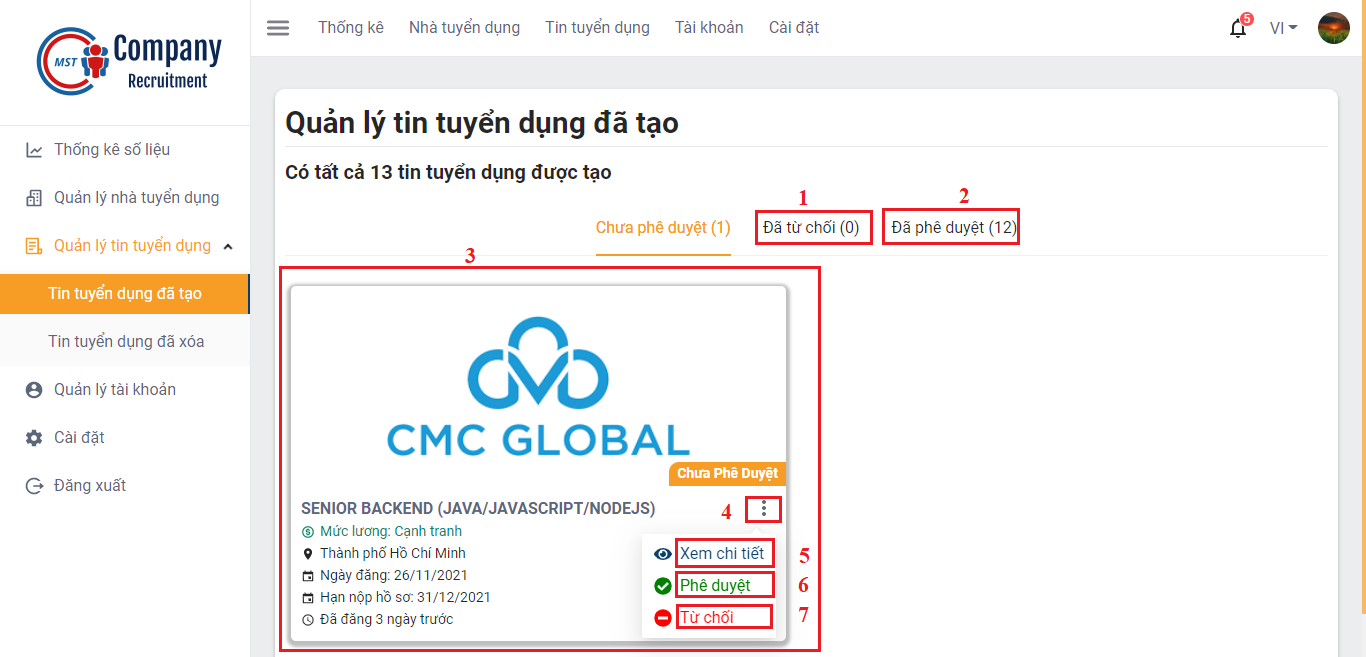 MST Company
Recruitment
Thống kê Nhà tuyển dụng Tin tuyển dụng Tài khoản Cài đặt
5
VI
Thống kê số liệu
Quản lý nhà tuyển dụng
Quản lý tin tuyển dụng
Tin tuyển dụng đã tạo
Tin tuyển dụng đã xóa
Quản lý tài khoản
Cài đặt
Đăng xuất
Quản lý tin tuyển dụng đã tạo
Có tất cả 13 tin tuyển dụng được tạo
1 2
Chưa phê duyệt (1) Đã từ chối (0) Đã phê duyệt (12)
3
CMC GLOBAL
Chưa Phê Duyệt
SENIOR BACKEND (JAVA/JAVASCRIPT/NODEJS) 4
Mức lương: Cạnh tranh
Thành phố Hồ Chí Minh
Ngày đăng: 26/11/2021
Hạn nộp hồ sơ: 31/12/2021
Đã đăng 3 ngày trước
Xem chi tiết 5
Phê duyệt 6
Từ chối 7